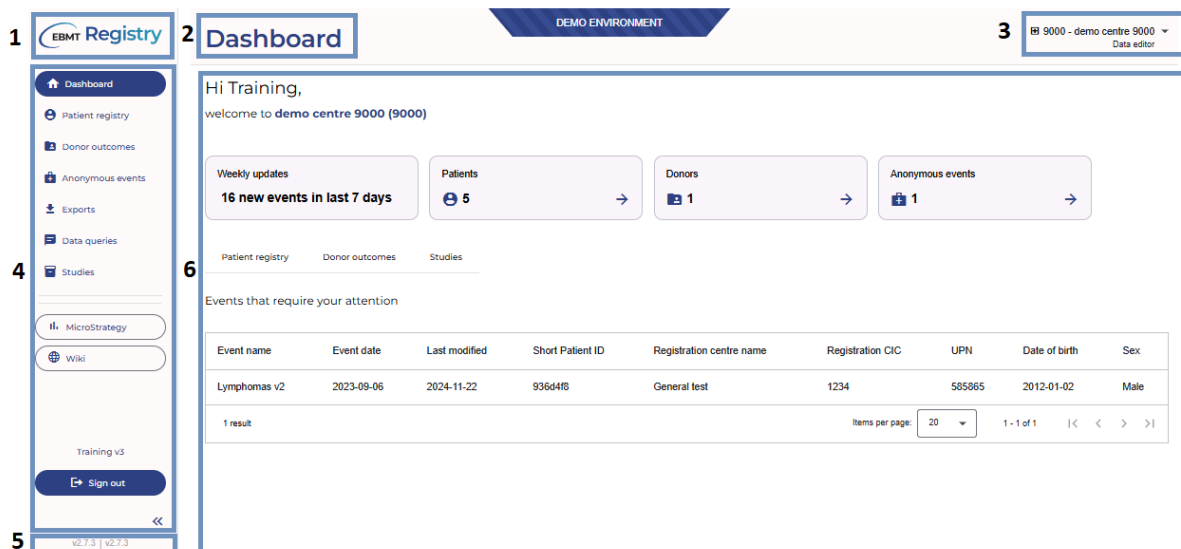 1
EBMT Registry
2
Dashboard
DEMO ENVIRONMENT
3
9000 - demo centre 9000
Data editor
4
Dashboard
Patient registry
Donor outcomes
Anonymous events
Exports
Data queries
Studies
MicroStrategy
Wiki
Training v3
Sign out
5
v2.7.3 | v2.7.3
6
Hi Training,
welcome to demo centre 9000 (9000)
Weekly updates
16 new events in last 7 days
Patients
5
Donors
1
Anonymous events
1
Patient registry Donor outcomes Studies
Events that require your attention
Event name Event date Last modified Short Patient ID Registration centre name Registration CIC UPN Date of birth Sex
Lymphomas v2 2023-09-06 2024-11-22 936d4f8 General test 1234 585865 2012-01-02 Male
1 result Items per page: 20 1 - 1 of 1